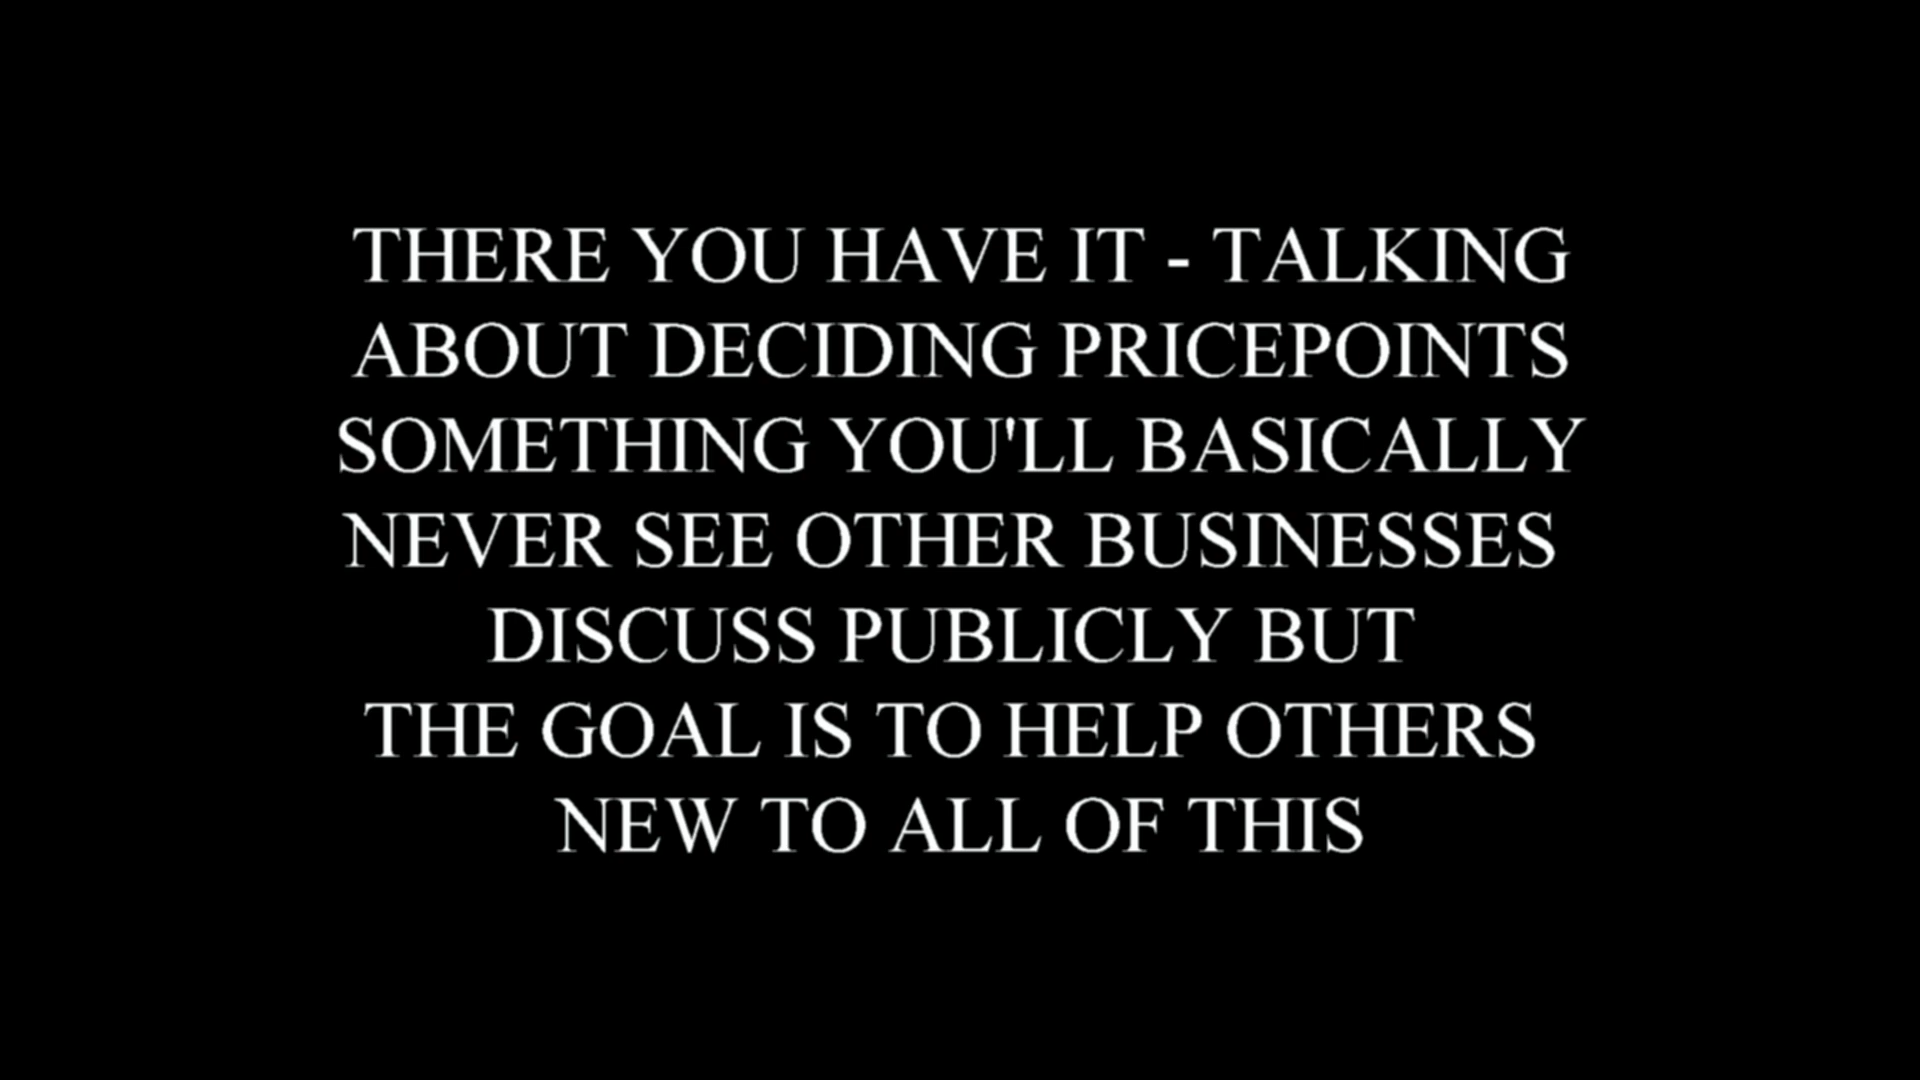 THERE YOU HAVE IT - TALKING
ABOUT DECIDING PRICEPOINTS
SOMETHING YOU'LL BASICALLY
NEVER SEE OTHER BUSINESSES
DISCUSS PUBLICLY BUT
THE GOAL IS TO HELP OTHERS
NEW TO ALL OF THIS